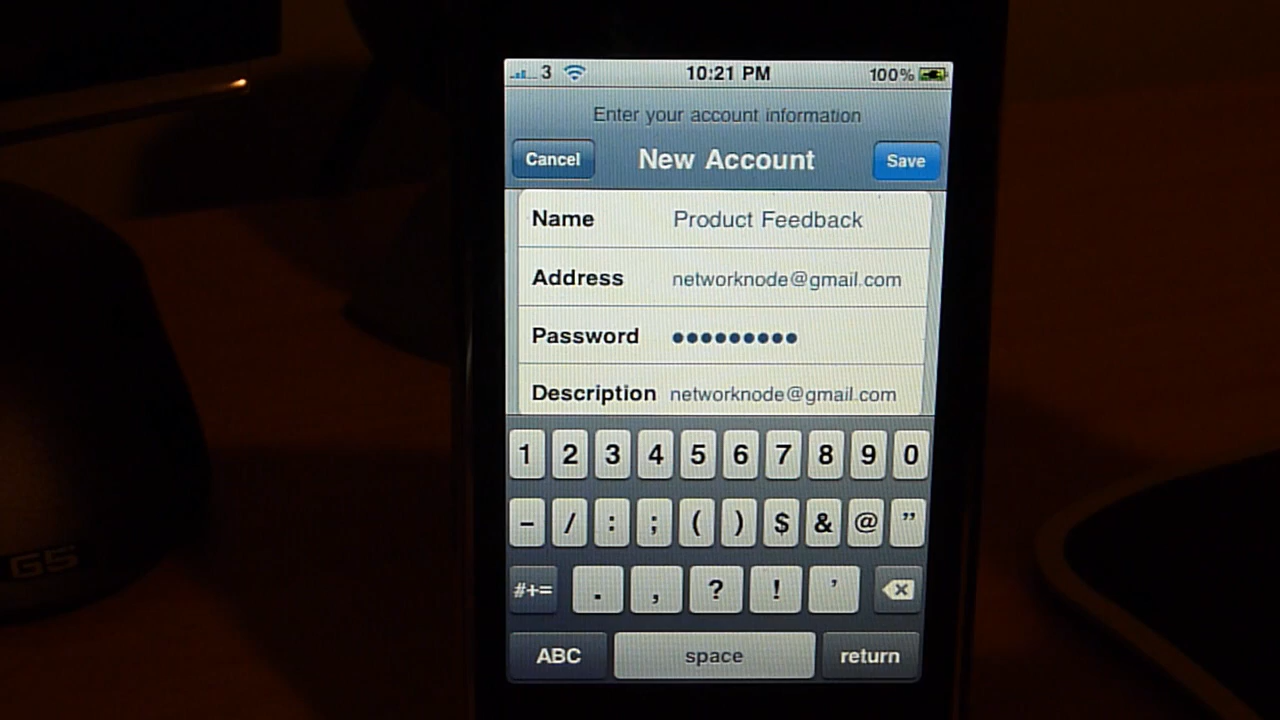 3 10:21 PM 100%
Enter your account information
Cancel New Account Save
Name Product Feedback
Address networknode@gmail.com
Password ●●●●●●●●●
Description networknode@gmail.com
1 2 3 4 5 6 7 8 9 0
- / : ; ( ) $ & @ ”
#+= . , ? ! ’
ABC space return
G5